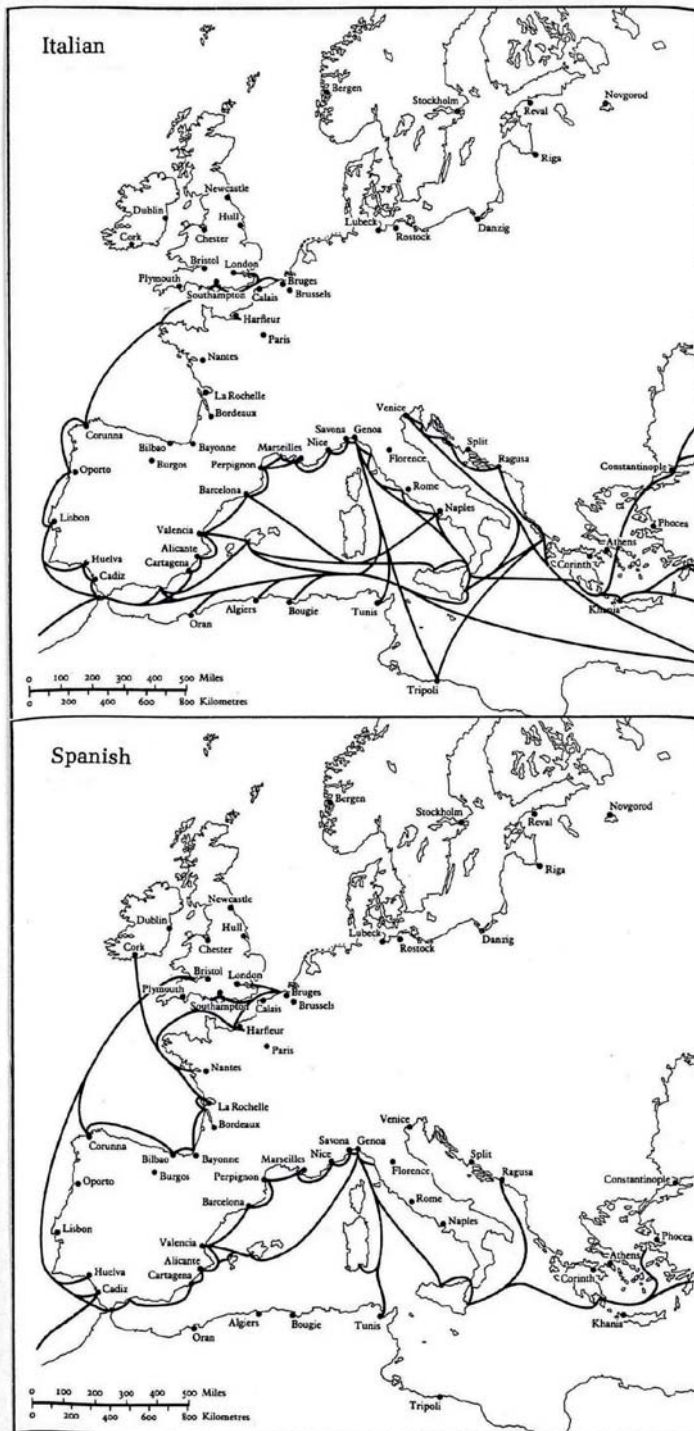 Italian
Bergen
Stockholm
Reval
Novgorod
Riga
Newcastle
Dublin
Hull
Cork
Chester
Lubeck
Rostock
Danzig
Bristol
London
Plymouth
Bruges
Southampton
Calais
Brussels
Harfleur
Paris
Nantes
La Rochelle
Bordeaux
Corunna
Bilbao
Bayonne
Burgos
Oporto
Perpignon
Marseilles
Nice
Savona
Genoa
Venice
Split
Florence
Ragusa
Constantinople
Barcelona
Rome
Naples
Phocea
Lisbon
Valencia
Alicante
Cartagena
Athens
Corinth
Huelva
Cadiz
Khania
Oran
Algiers
Bougie
Tunis
Tripoli
0 100 200 300 400 500 Miles
0 200 400 600 800 Kilometres
Spanish
Bergen
Stockholm
Reval
Novgorod
Riga
Newcastle
Dublin
Hull
Cork
Chester
Lubeck
Rostock
Danzig
Bristol
London
Plymouth
Bruges
Southampton
Calais
Brussels
Harfleur
Paris
Nantes
La Rochelle
Bordeaux
Corunna
Bilbao
Bayonne
Burgos
Oporto
Perpignon
Marseilles
Nice
Savona
Genoa
Venice
Split
Florence
Ragusa
Constantinople
Barcelona
Rome
Naples
Phocea
Lisbon
Valencia
Alicante
Cartagena
Athens
Corinth
Huelva
Cadiz
Khania
Oran
Algiers
Bougie
Tunis
Tripoli
0 100 200 300 400 500 Miles
0 200 400 600 800 Kilometres